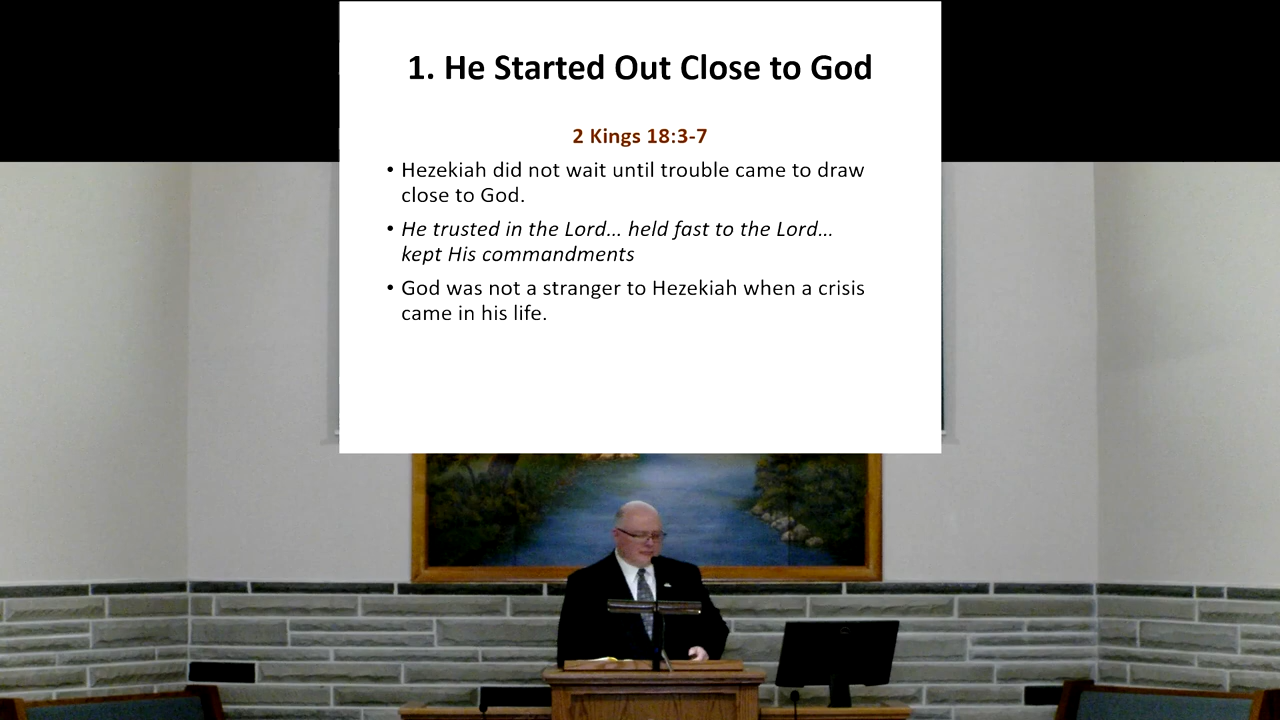 1. He Started Out Close to God
2 Kings 18:3-7
• Hezekiah did not wait until trouble came to draw
close to God.
• He trusted in the Lord... held fast to the Lord...
kept His commandments
• God was not a stranger to Hezekiah when a crisis
came in his life.